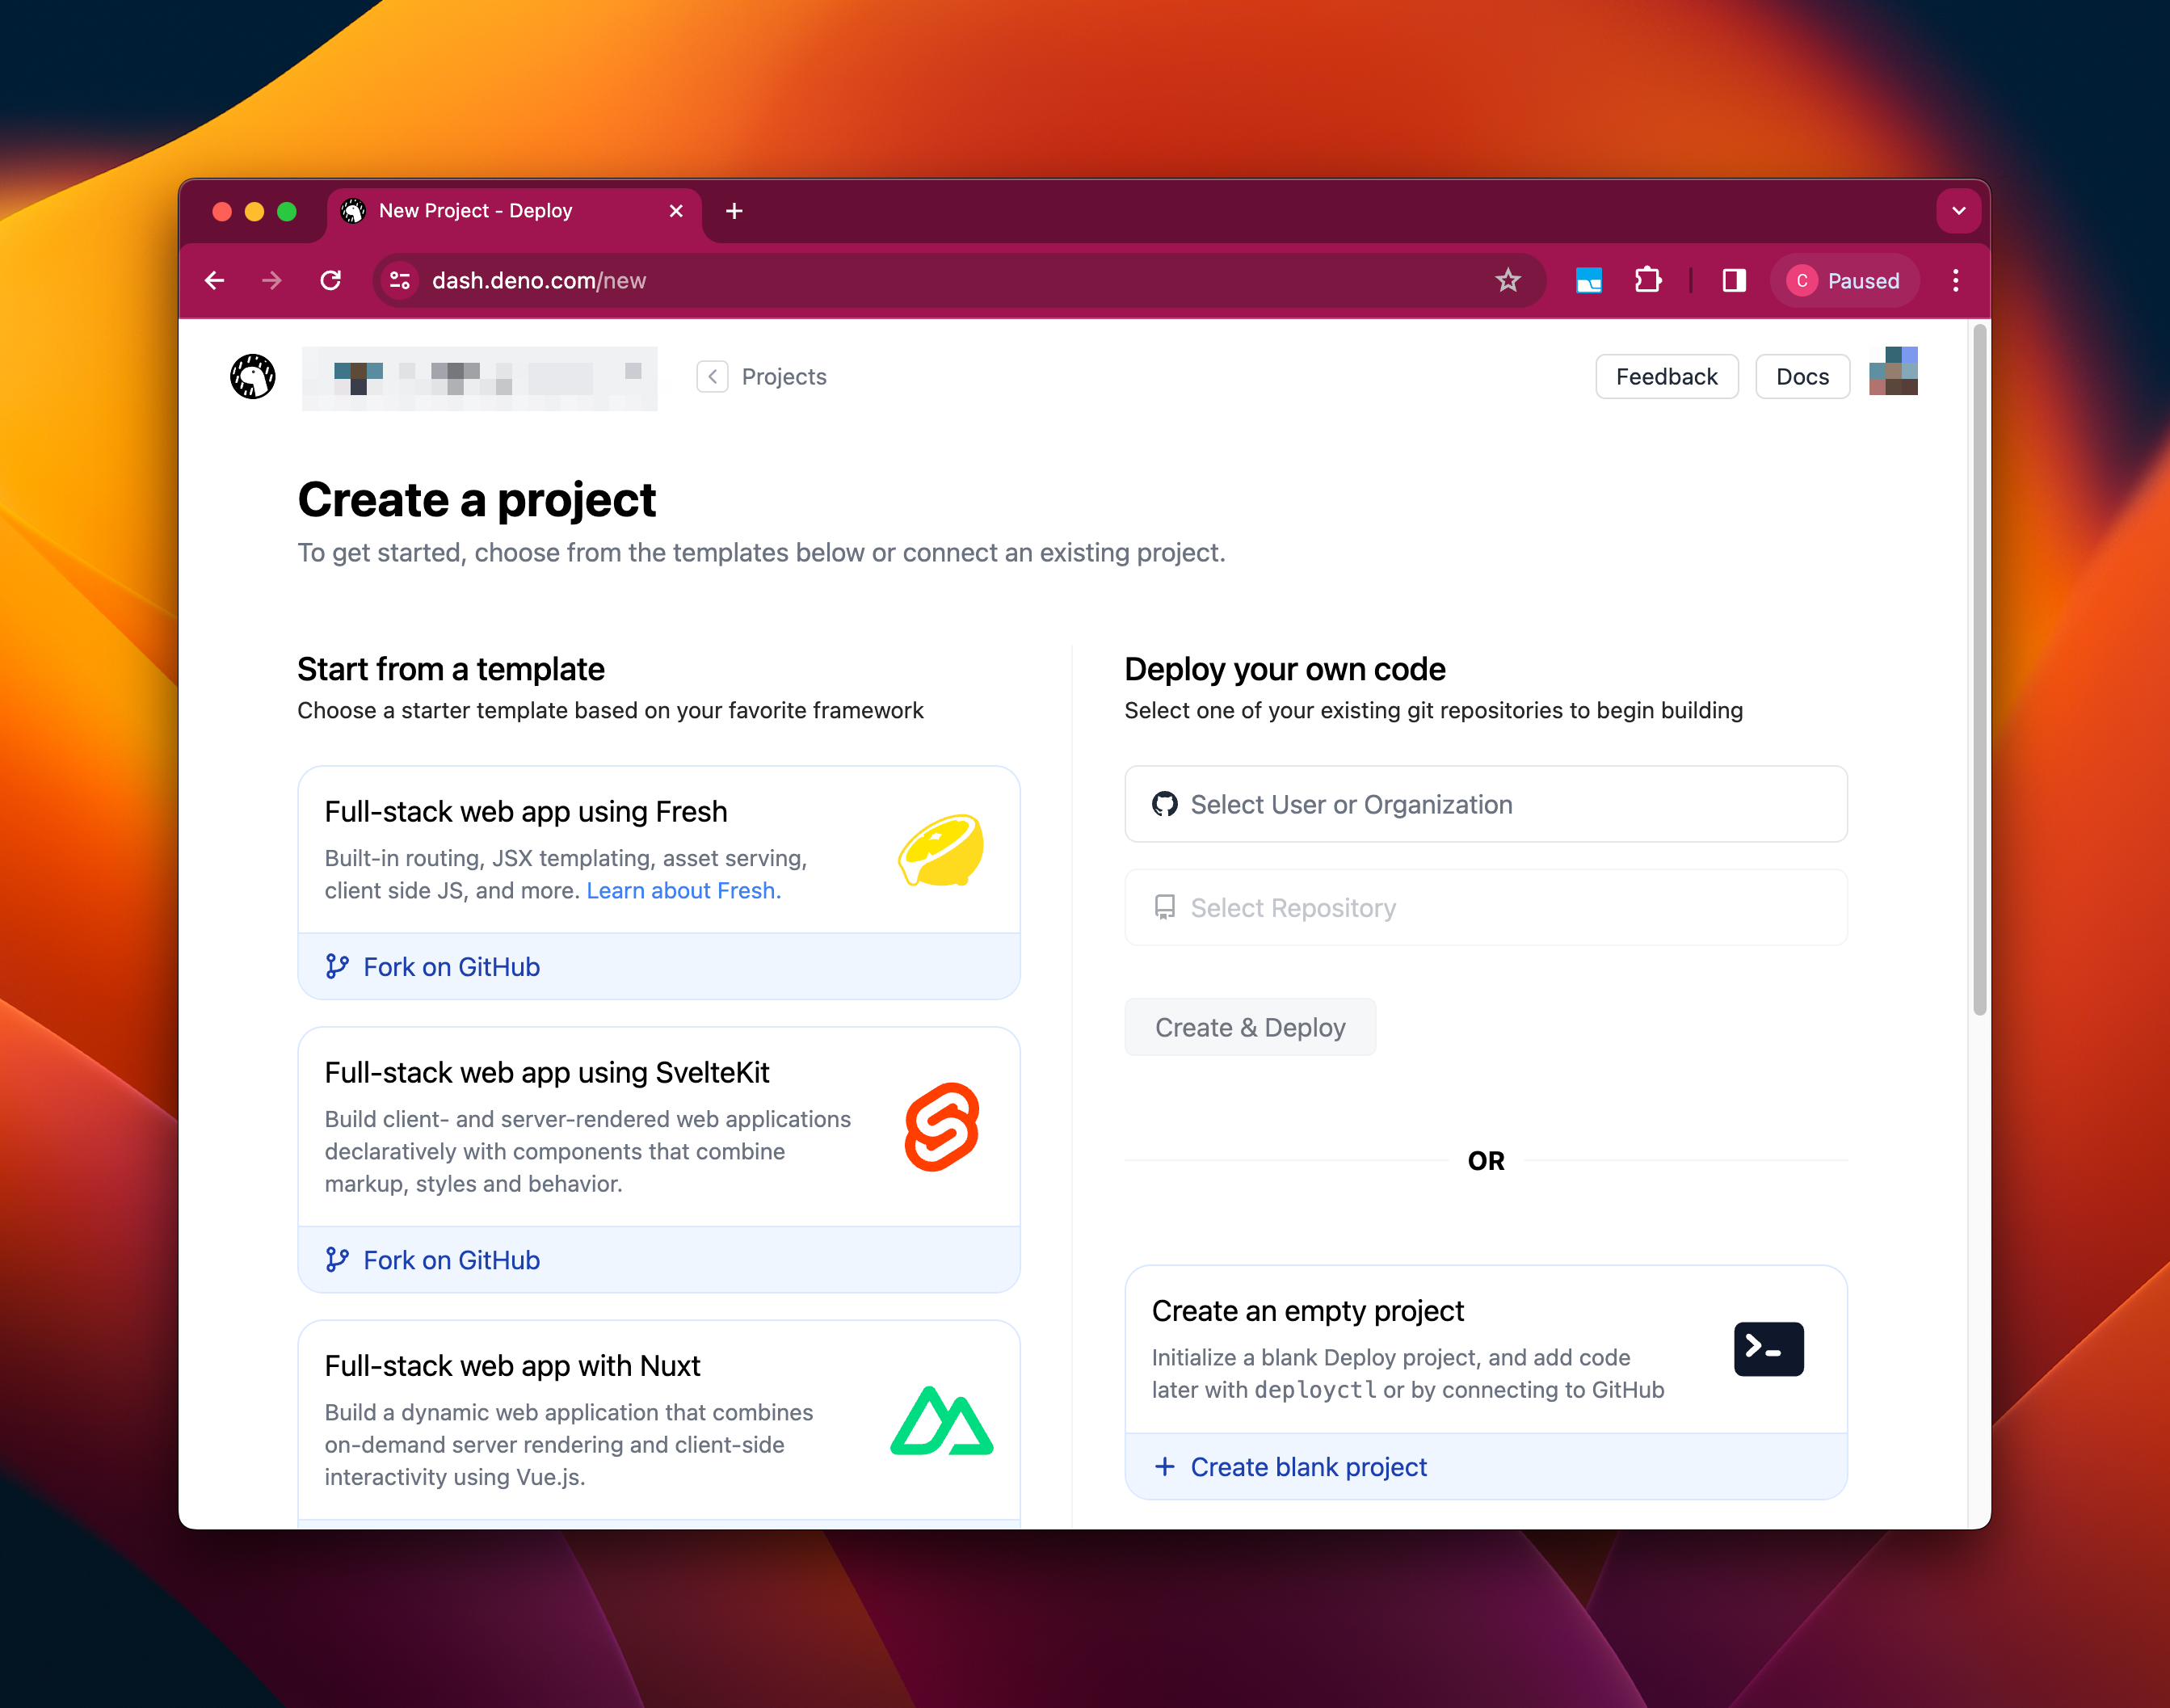 New Project - Deploy
dash.deno.com/new
C Paused
Projects
Feedback
Docs
Create a project
To get started, choose from the templates below or connect an existing project.
Start from a template
Choose a starter template based on your favorite framework
Full-stack web app using Fresh
Built-in routing, JSX templating, asset serving,
client side JS, and more. Learn about Fresh.
Fork on GitHub
Full-stack web app using SvelteKit
Build client- and server-rendered web applications
declaratively with components that combine
markup, styles and behavior.
Fork on GitHub
Full-stack web app with Nuxt
Build a dynamic web application that combines
on-demand server rendering and client-side
interactivity using Vue.js.
Deploy your own code
Select one of your existing git repositories to begin building
Select User or Organization
Select Repository
Create & Deploy
OR
Create an empty project
Initialize a blank Deploy project, and add code
later with deployctl or by connecting to GitHub
+ Create blank project